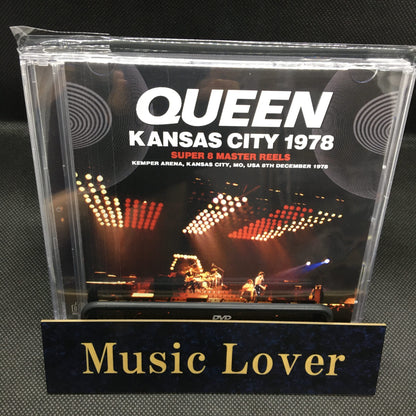 QUEEN
KANSAS CITY 1978
SUPER 8 MASTER REELS
KEMPER ARENA, KANSAS CITY, MO, USA 8TH DECEMBER 1978
DVD
Music Lover